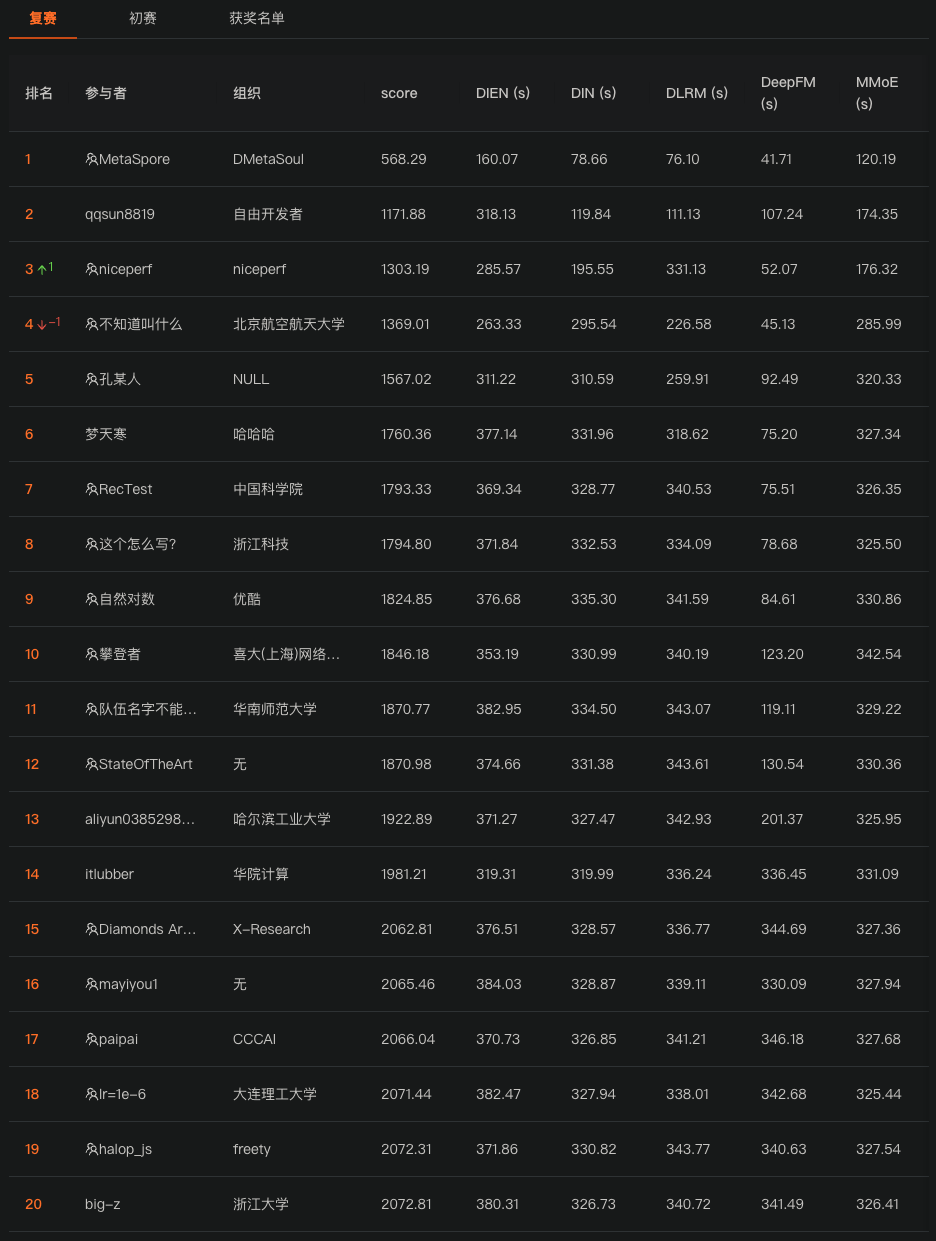 复赛 初赛 获奖名单
排名 参与者 组织 score DIEN (s) DIN (s) DLRM (s) DeepFM (s) MMoE (s)
1 MetaSpore DMetaSoul 568.29 160.07 78.66 76.10 41.71 120.19
2 qqsun8819 自由开发者 1171.88 318.13 119.84 111.13 107.24 174.35
3 ↑1 niceperf niceperf 1303.19 285.57 195.55 331.13 52.07 176.32
4 ↓-1 不知道叫什么 北京航空航天大学 1369.01 263.33 295.54 226.58 45.13 285.99
5 孔某人 NULL 1567.02 311.22 310.59 259.91 92.49 320.33
6 梦天寒 哈哈哈 1760.36 377.14 331.96 318.62 75.20 327.34
7 RecTest 中国科学院 1793.33 369.34 328.77 340.53 75.51 326.35
8 这个怎么写? 浙江科技 1794.80 371.84 332.53 334.09 78.68 325.50
9 自然对数 优酷 1824.85 376.68 335.30 341.59 84.61 330.86
10 攀登者 喜大(上海)网络... 1846.18 353.19 330.99 340.19 123.20 342.54
11 队伍名字不能... 华南师范大学 1870.77 382.95 334.50 343.07 119.11 329.22
12 StateOfTheArt 无 1870.98 374.66 331.38 343.61 130.54 330.36
13 aliyun0385298... 哈尔滨工业大学 1922.89 371.27 327.47 342.93 201.37 325.95
14 itlubber 华院计算 1981.21 319.31 319.99 336.24 336.45 331.09
15 Diamonds Ar... X-Research 2062.81 376.51 328.57 336.77 344.69 327.36
16 mayiyou1 无 2065.46 384.03 328.87 339.11 330.09 327.94
17 paipai CCCAI 2066.04 370.73 326.85 341.21 346.18 327.68
18 lr=1e-6 大连理工大学 2071.44 382.47 327.94 338.01 342.68 325.44
19 halop_js freety 2072.31 371.86 330.82 343.77 340.63 327.54
20 big-z 浙江大学 2072.81 380.31 326.73 340.72 341.49 326.41